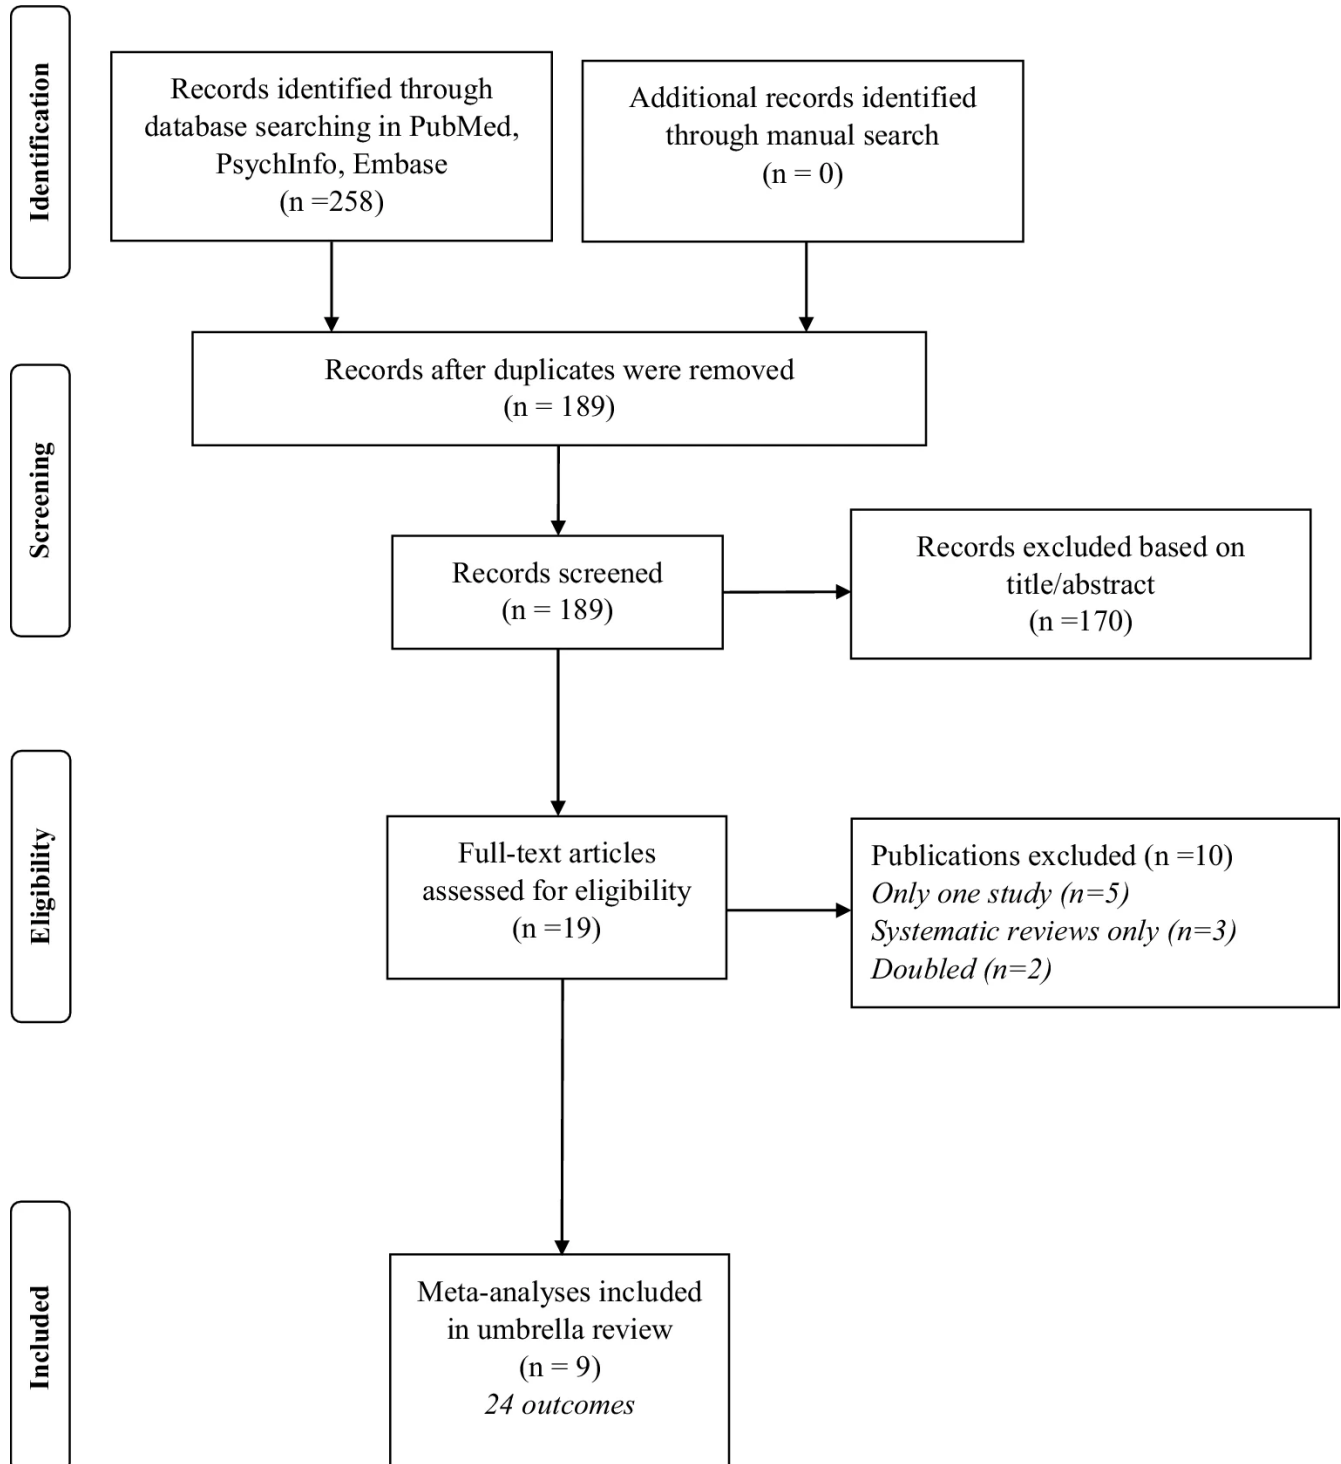 Identification
Records identified through
database searching in PubMed,
PsychInfo, Embase
(n =258)
Additional records identified
through manual search
(n = 0)
Screening
Records after duplicates were removed
(n = 189)
Records screened
(n = 189)
Records excluded based on
title/abstract
(n =170)
Eligibility
Full-text articles
assessed for eligibility
(n =19)
Publications excluded (n =10)
Only one study (n=5)
Systematic reviews only (n=3)
Doubled (n=2)
Included
Meta-analyses included
in umbrella review
(n = 9)
24 outcomes